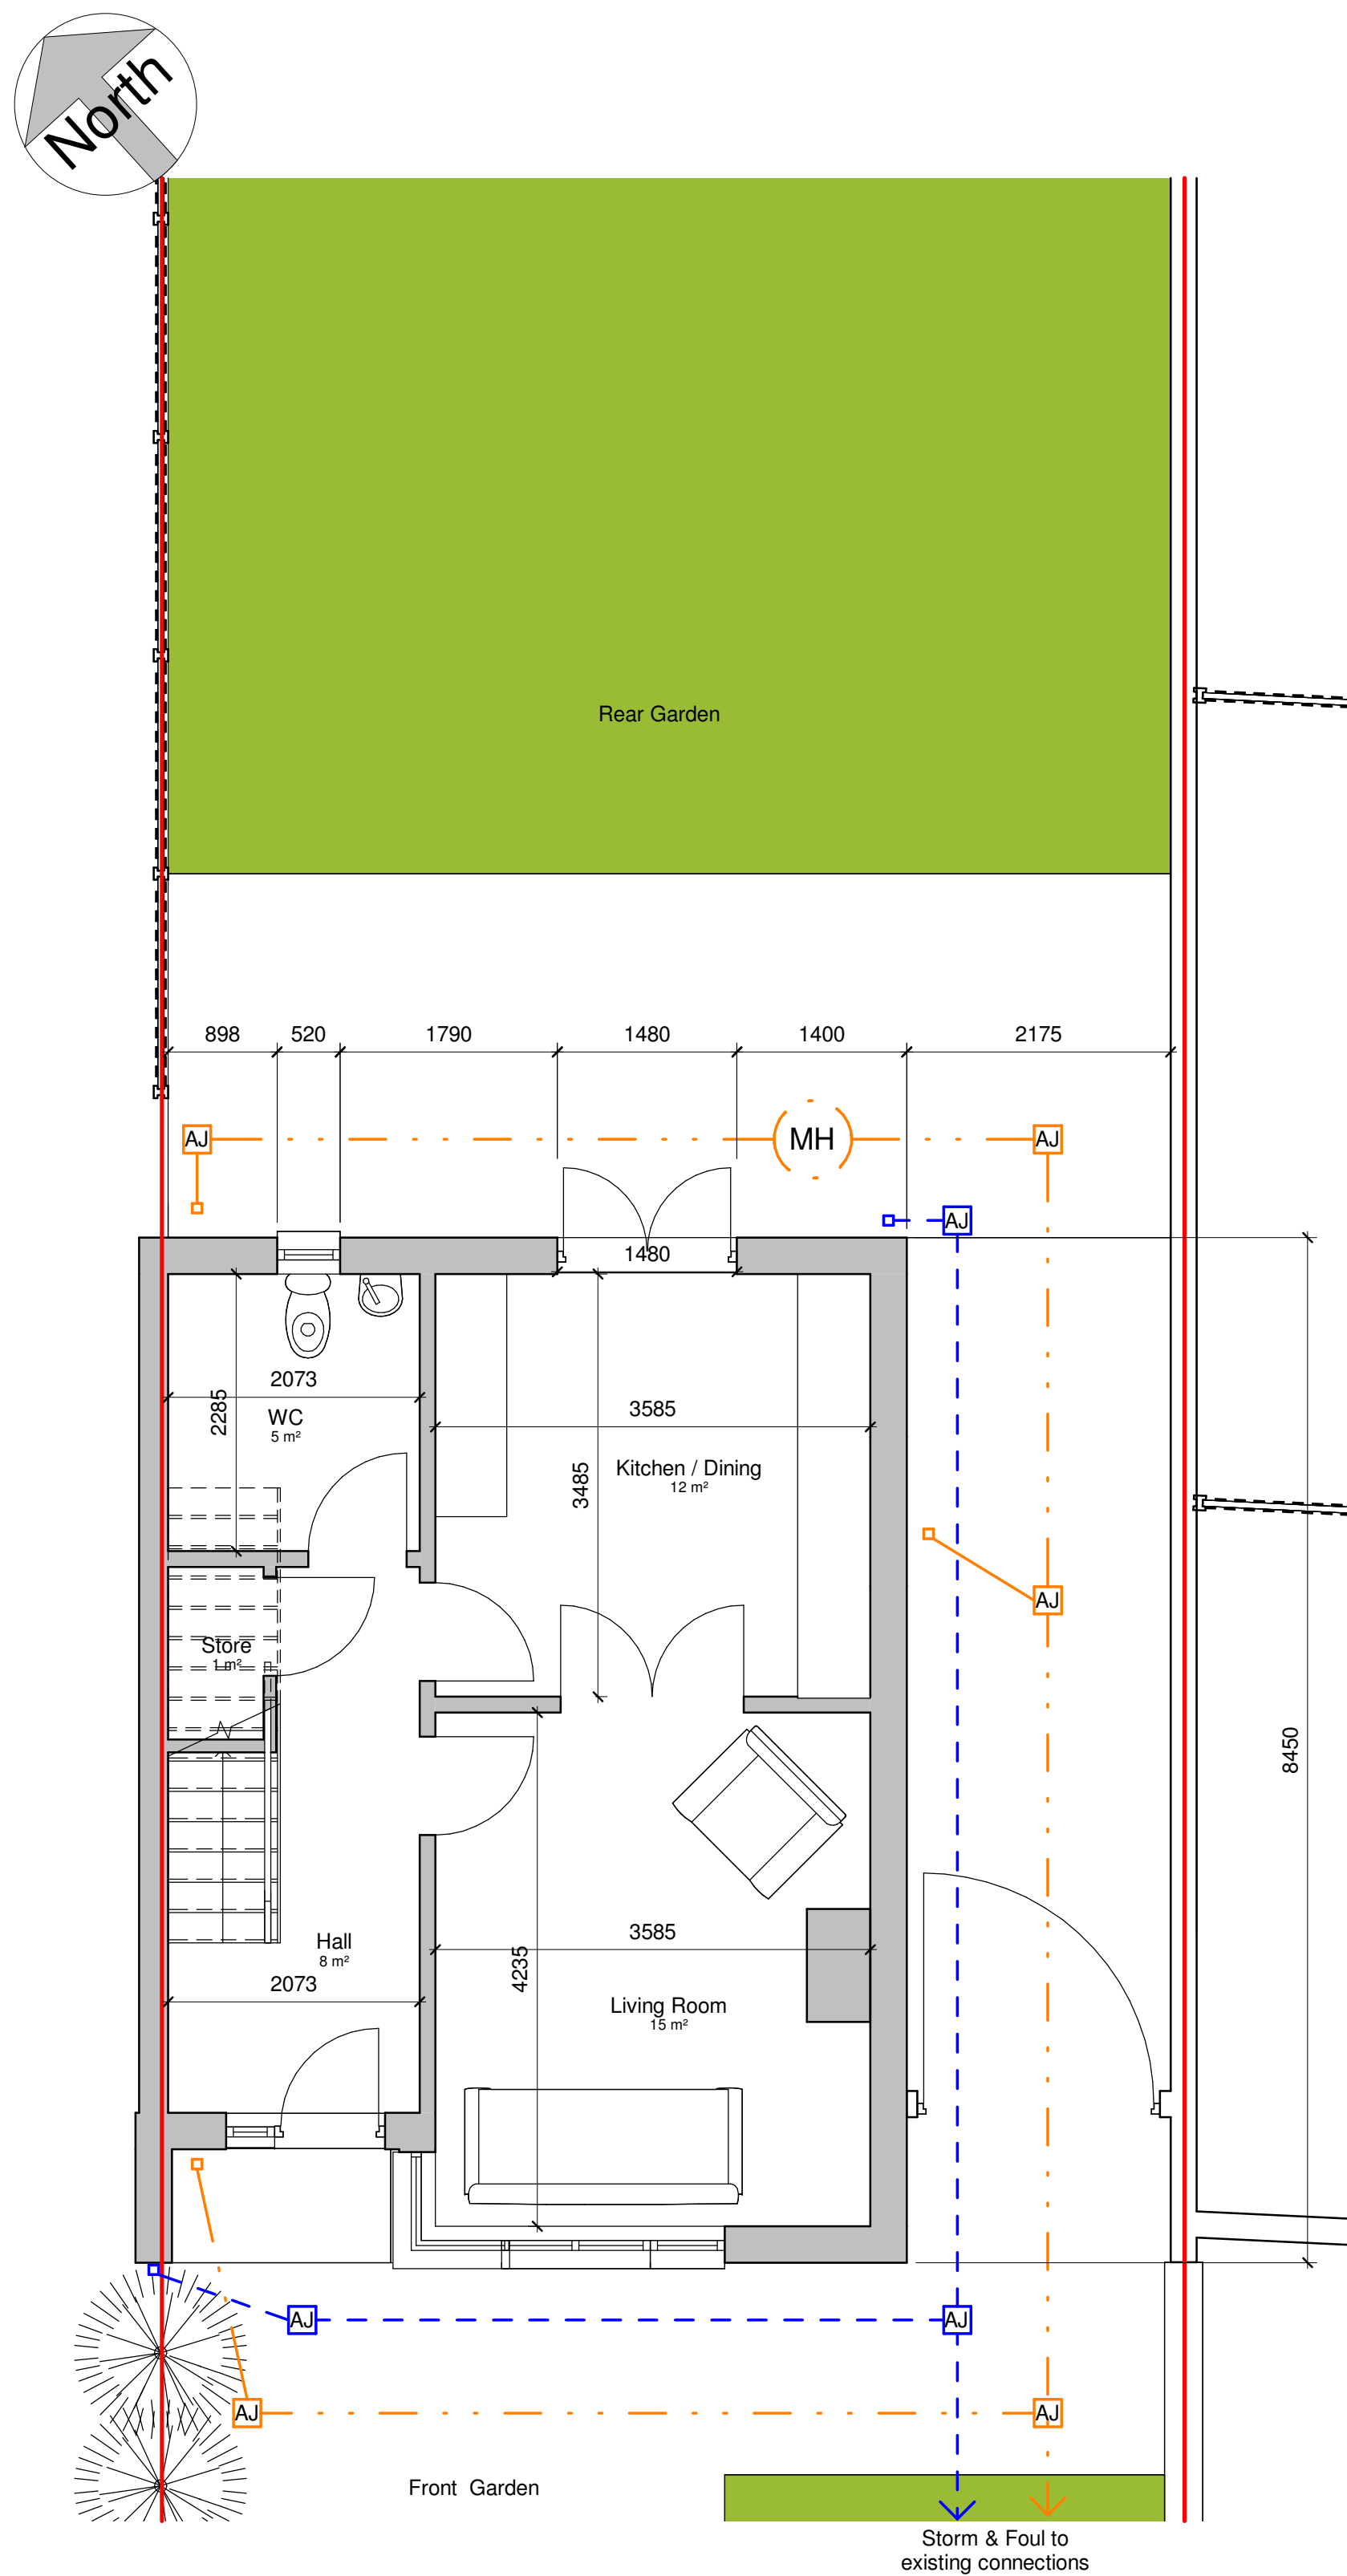 North
Rear Garden
898 520 1790 1480 1400 2175
AJ MH AJ
AJ
1480
2073
2285
WC
5 m²
3585
3485
Kitchen / Dining
12 m²
AJ
Store
1 m²
8450
Hall
8 m²
2073
3585
4235
Living Room
15 m²
AJ AJ
AJ AJ
Front Garden
Storm & Foul to
existing connections